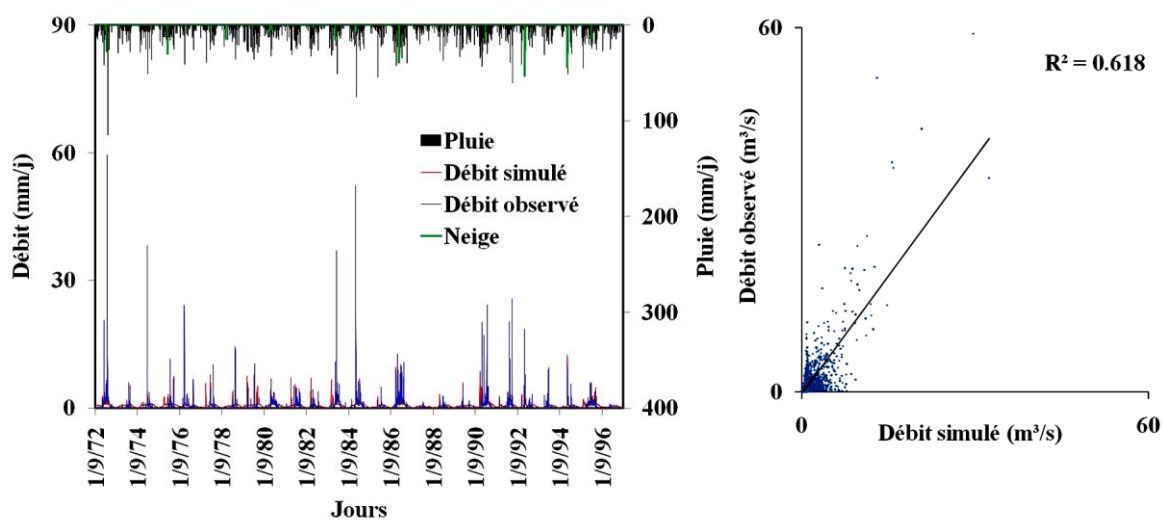 90
60
30
0
Débit (mm/j)
Pluie
Débit simulé
Débit observé
Neige
0
100
200
300
400
Pluie (mm/j)
1/9/72
1/9/74
1/9/76
1/9/78
1/9/80
1/9/82
1/9/84
1/9/86
1/9/88
1/9/90
1/9/92
1/9/94
1/9/96
Jours
60
0
Débit observé (m³/s)
R² = 0.618
0
60
Débit simulé (m³/s)